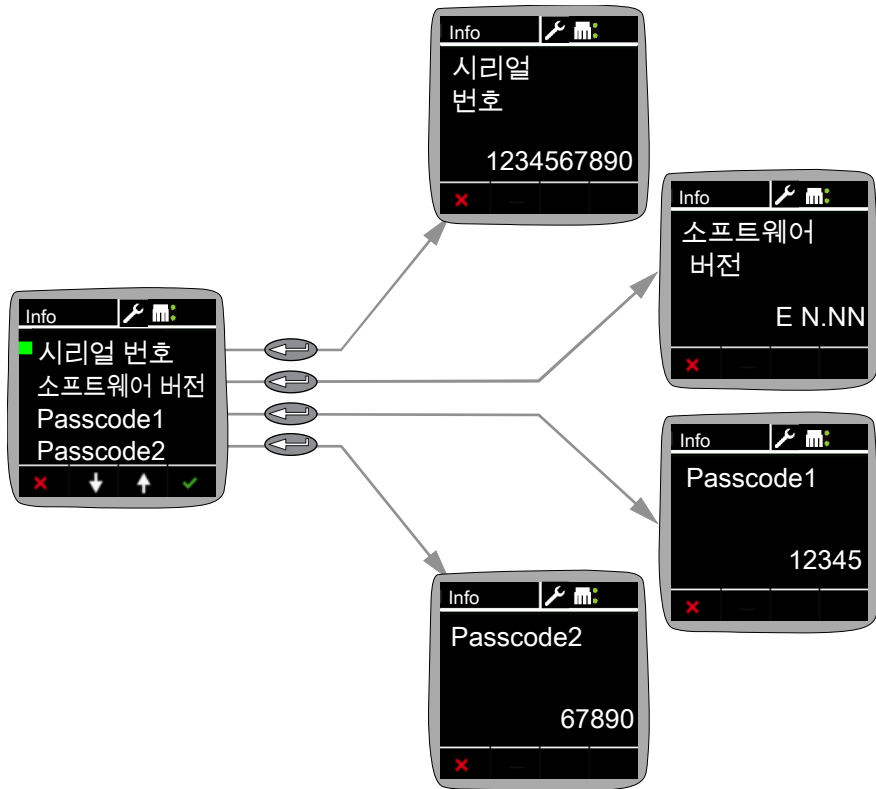 Info
시리얼
번호
1234567890
Info
소프트웨어
버전
E N.NN
Info
시리얼 번호
소프트웨어 버전
Passcode1
Passcode2
Info
Passcode1
12345
Info
Passcode2
67890